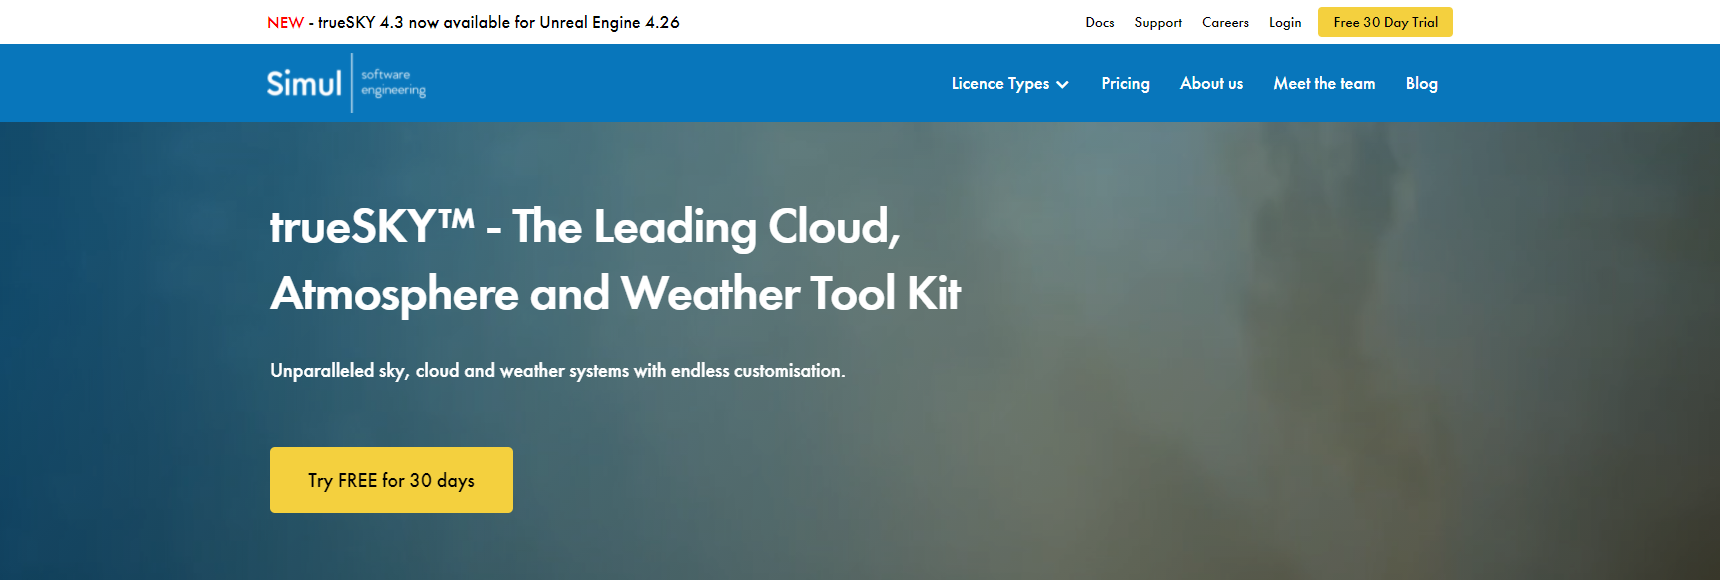 NEW - trueSKY 4.3 now available for Unreal Engine 4.26
Docs Support Careers Login Free 30 Day Trial
Simul software engineering
Licence Types Pricing About us Meet the team Blog
trueSKY™ - The Leading Cloud,
Atmosphere and Weather Tool Kit
Unparalleled sky, cloud and weather systems with endless customisation.
Try FREE for 30 days